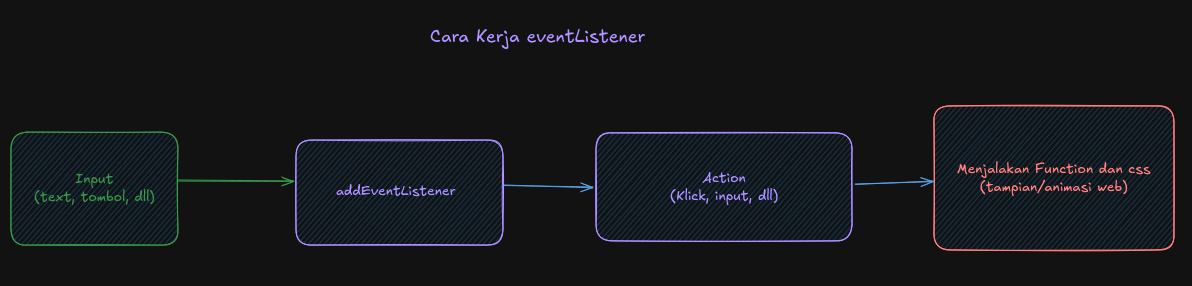 Cara Kerja eventListener
Input
(text, tombol, dll)
addEventListener
Action
(Klick, input, dll)
Menjalakan Function dan css
(tampian/animasi web)